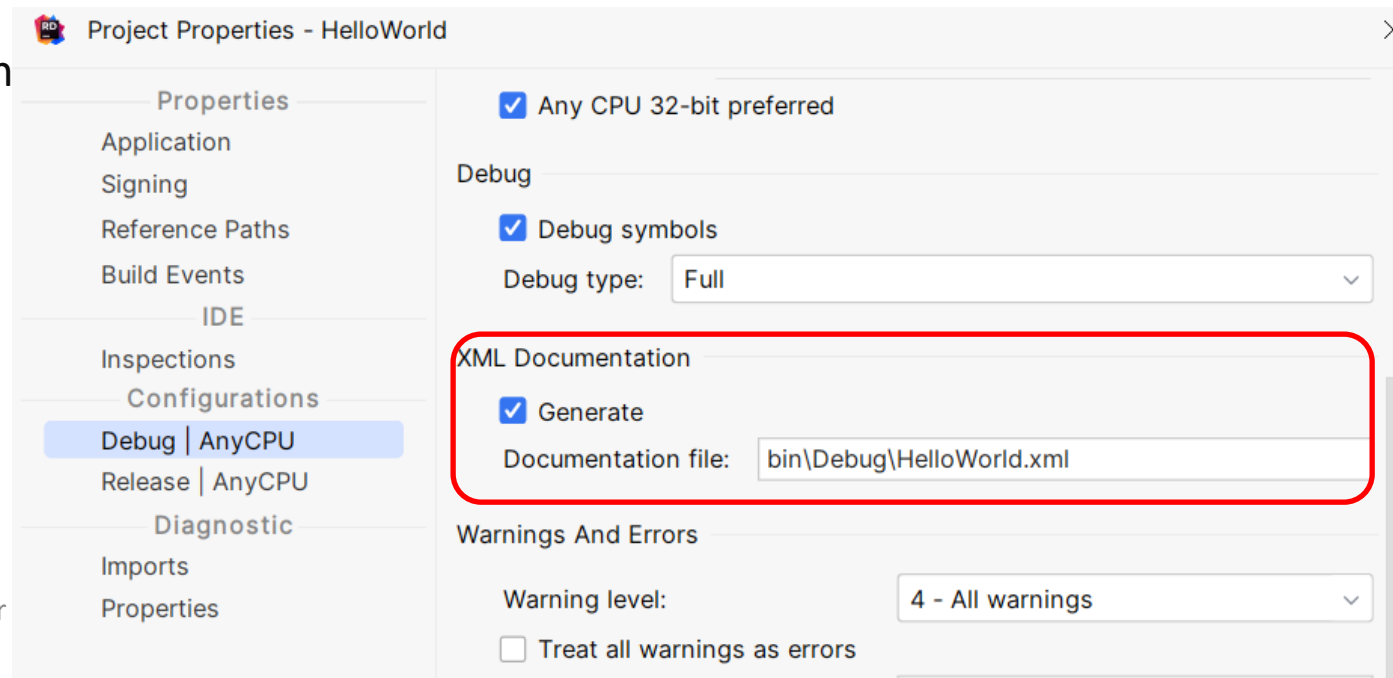 RD
Project Properties - HelloWorld
n
Properties
Application
Signing
Reference Paths
Build Events
IDE
Inspections
Configurations
Debug | AnyCPU
Release | AnyCPU
Diagnostic
Imports
Properties
r
Any CPU 32-bit preferred
Debug
Debug symbols
Debug type: Full
XML Documentation
Generate
Documentation file: bin\Debug\HelloWorld.xml
Warnings And Errors
Warning level: 4 - All warnings
Treat all warnings as errors